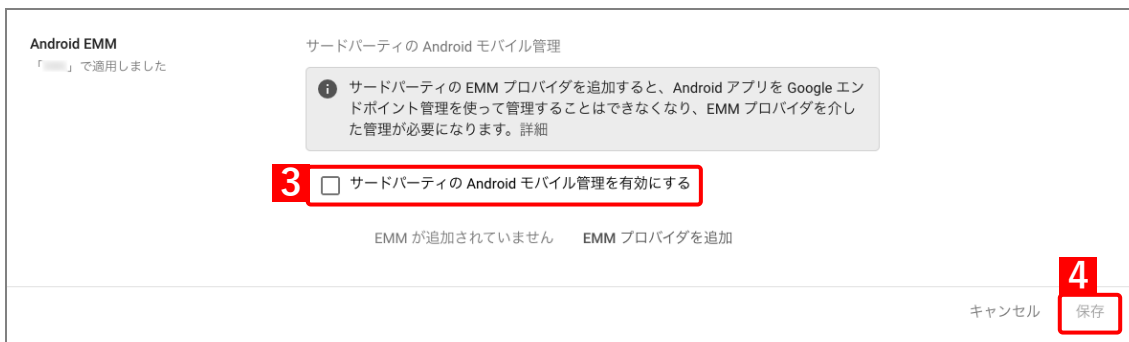 Android EMM
「 」で適用しました
サードパーティの Android モバイル管理
サードパーティの EMM プロバイダを追加すると、Android アプリを Google エン
ドポイント管理を使って管理することはできなくなり、EMM プロバイダを介し
た管理が必要になります。詳細
3
サードパーティの Android モバイル管理を有効にする
EMM が追加されていません EMM プロバイダを追加
4
キャンセル 保存